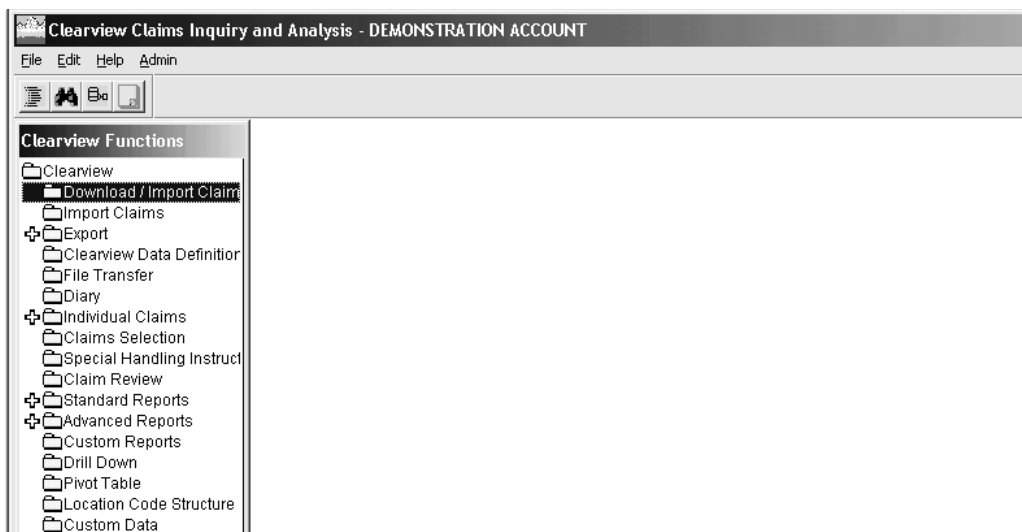 Clearview Claims Inquiry and Analysis - DEMONSTRATION ACCOUNT
File Edit Help Admin
Clearview Functions
Clearview
Download / Import Claim
Import Claims
Export
Clearview Data Definition
File Transfer
Diary
Individual Claims
Claims Selection
Special Handling Instruct
Claim Review
Standard Reports
Advanced Reports
Custom Reports
Drill Down
Pivot Table
Location Code Structure
Custom Data